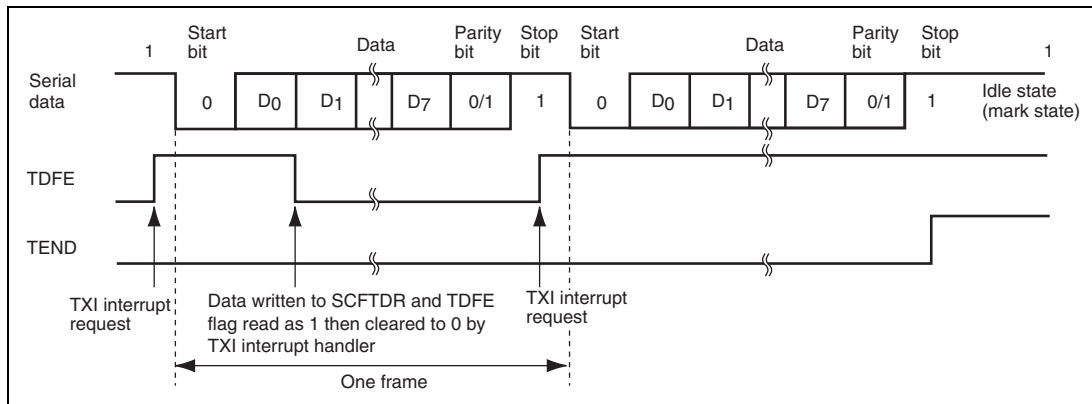 1 Start bit Data Parity bit Stop bit Start bit Data Parity bit Stop bit 1
Serial data 0 D0 D1 D7 0/1 1 0 D0 D1 D7 0/1 1 Idle state (mark state)
TDFE
TEND
TXI interrupt request
Data written to SCFTDR and TDFE
flag read as 1 then cleared to 0 by
TXI interrupt handler
TXI interrupt request
One frame